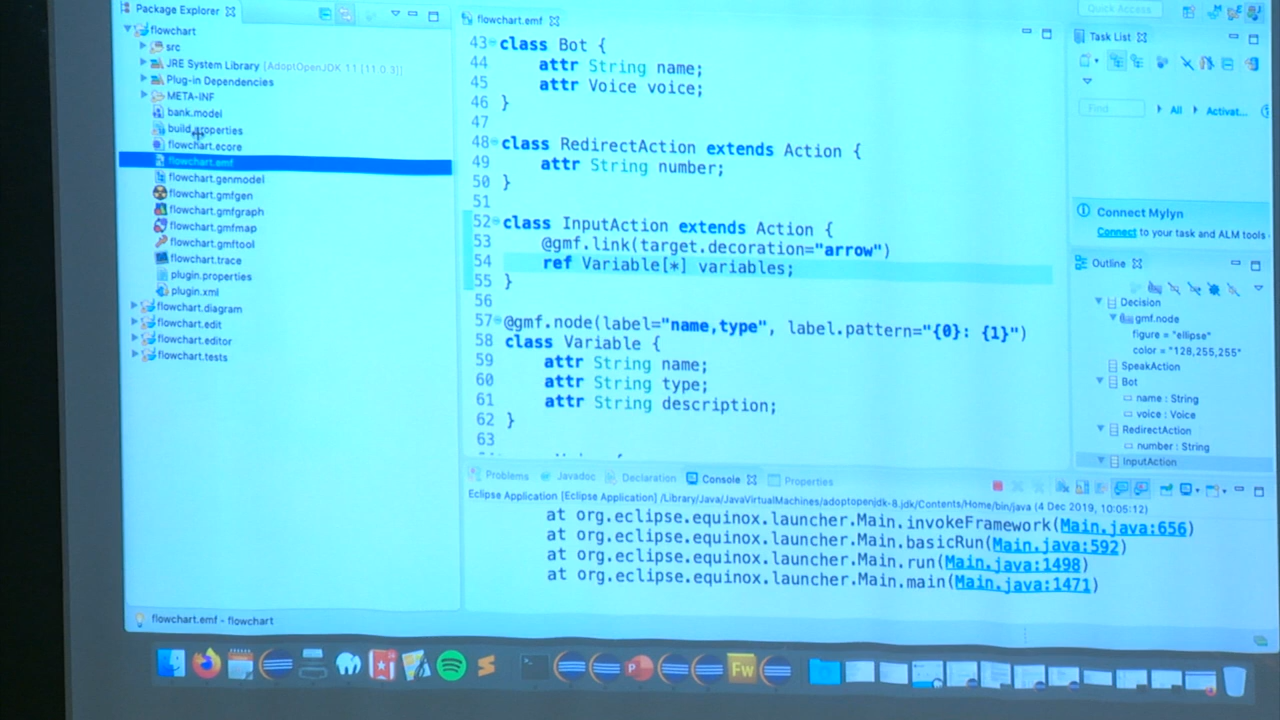 Package Explorer
flowchart
src
JRE System Library [AdoptOpenJDK 11 [11.0.3]]
Plug-in Dependencies
META-INF
bank.model
build.properties
flowchart.ecore
flowchart.emf
flowchart.genmodel
flowchart.gmfgen
flowchart.gmfgraph
flowchart.gmfmap
flowchart.gmftool
flowchart.trace
plugin.properties
plugin.xml
flowchart.diagram
flowchart.edit
flowchart.editor
flowchart.tests
flowchart.emf
43 class Bot {
44 attr String name;
45 attr Voice voice;
46 }
47
48 class RedirectAction extends Action {
49 attr String number;
50 }
51
52 class InputAction extends Action {
53 @gmf.link(target.decoration="arrow")
54 ref Variable[*] variables;
55 }
56
57 @gmf.node(label="name,type", label.pattern="{0}: {1}")
58 class Variable {
59 attr String name;
60 attr String type;
61 attr String description;
62 }
63
Quick Access
Task List
Find
All
Activat...
Connect Mylyn
Connect to your task and ALM tools
Outline
Decision
gmf.node
figure = "ellipse"
color = "128,255,255"
SpeakAction
Bot
name : String
voice : Voice
RedirectAction
number : String
InputAction
Problems Javadoc Declaration Console Properties
Eclipse Application [Eclipse Application] /Library/Java/JavaVirtualMachines/adoptopenjdk-8.jdk/Contents/Home/bin/java (4 Dec 2019, 10:05:12)
at org.eclipse.equinox.launcher.Main.invokeFramework(Main.java:656)
at org.eclipse.equinox.launcher.Main.basicRun(Main.java:592)
at org.eclipse.equinox.launcher.Main.run(Main.java:1498)
at org.eclipse.equinox.launcher.Main.main(Main.java:1471)
flowchart.emf - flowchart
Fw